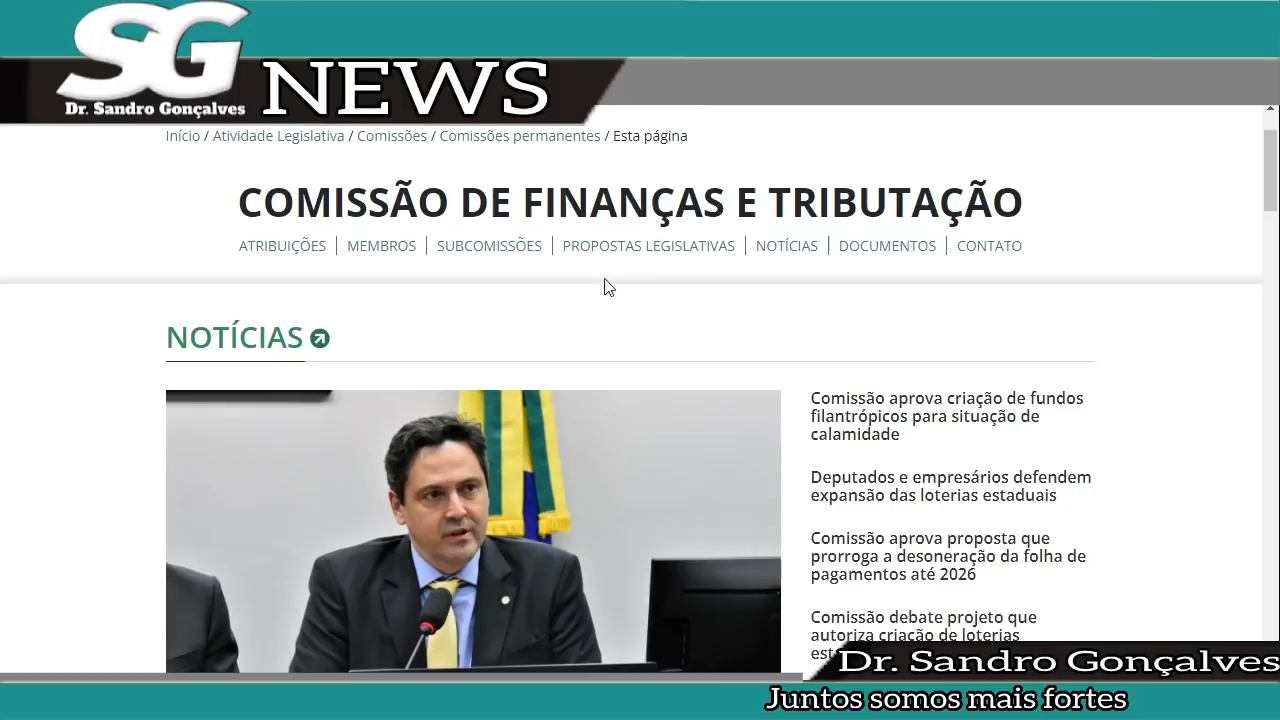 SG
Dr. Sandro Gonçalves
NEWS
Início / Atividade Legislativa / Comissões / Comissões permanentes / Esta página
COMISSÃO DE FINANÇAS E TRIBUTAÇÃO
ATRIBUIÇÕES | MEMBROS | SUBCOMISSÕES | PROPOSTAS LEGISLATIVAS | NOTÍCIAS | DOCUMENTOS | CONTATO
NOTÍCIAS
Comissão aprova criação de fundos
filantrópicos para situação de
calamidade
Deputados e empresários defendem
expansão das loterias estaduais
Comissão aprova proposta que
prorroga a desoneração da folha de
pagamentos até 2026
Comissão debate projeto que
autoriza criação de loterias
Dr. Sandro Gonçalves
Juntos somos mais fortes